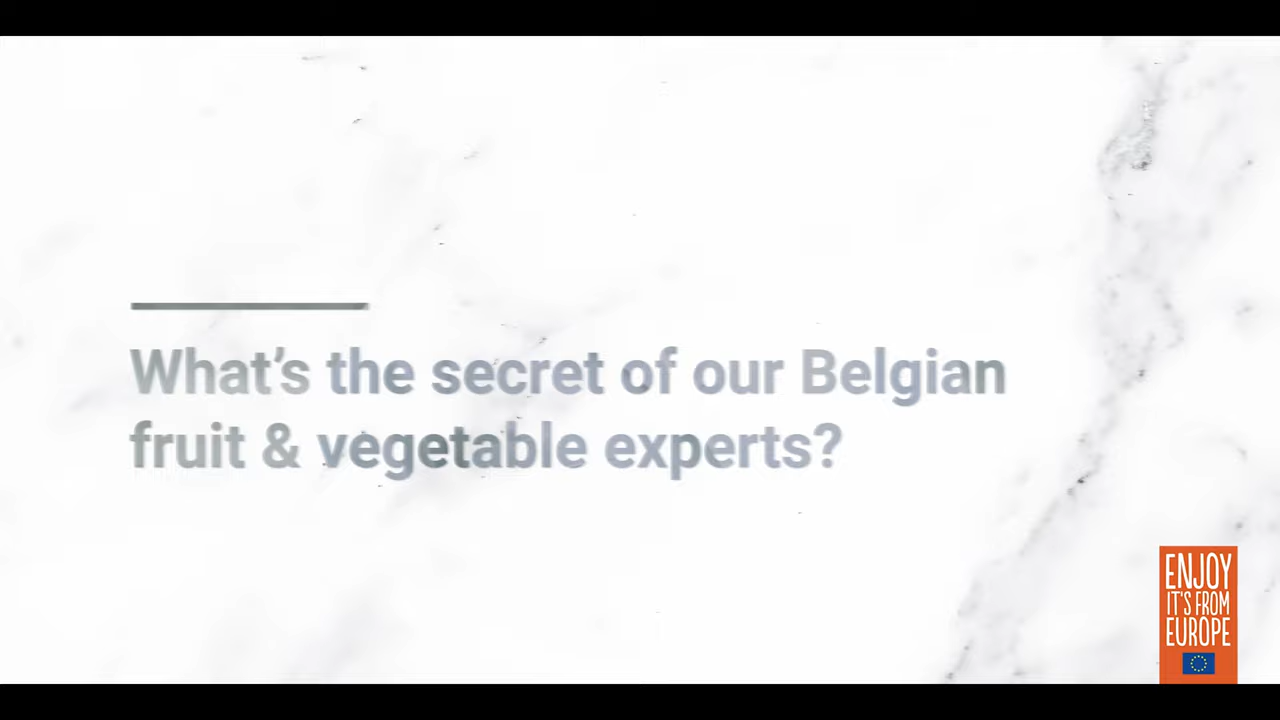 What’s the secret of our Belgian
fruit & vegetable experts?
ENJOY
IT'S FROM
EUROPE